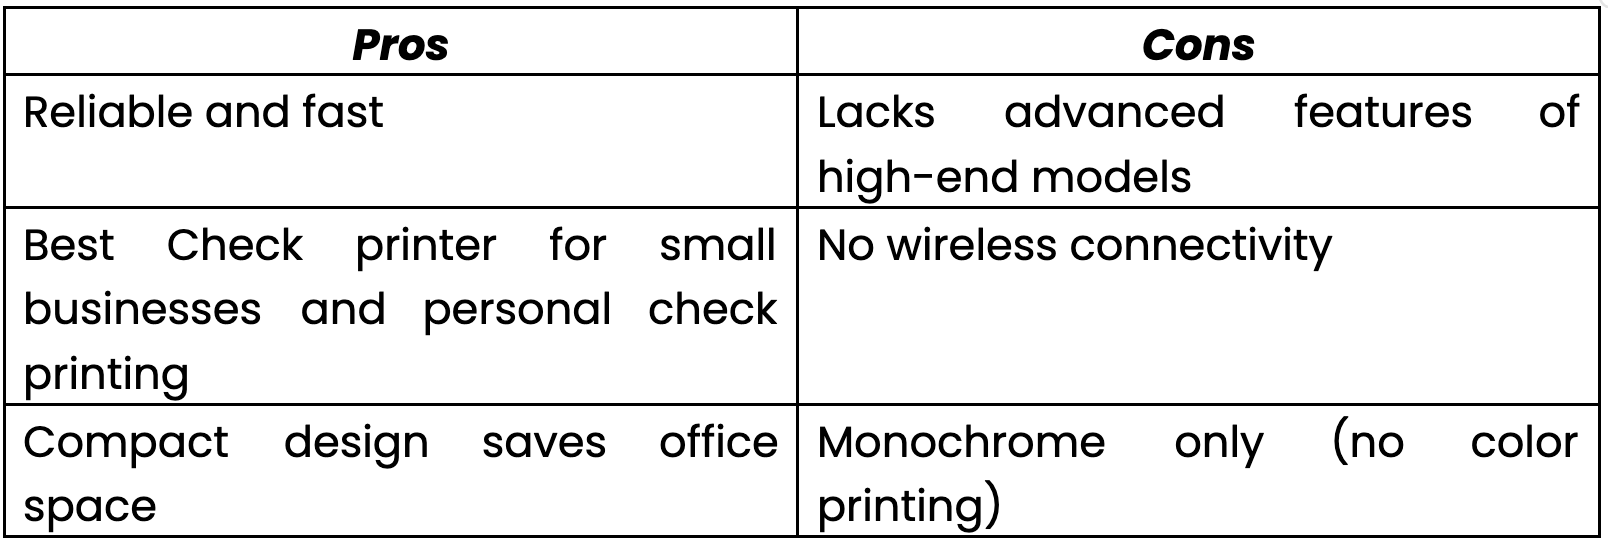 Pros
Cons
Reliable and fast
Lacks advanced features of
high-end models
Best Check printer for small
businesses and personal check
printing
No wireless connectivity
Compact design saves office
space
Monochrome only (no color
printing)